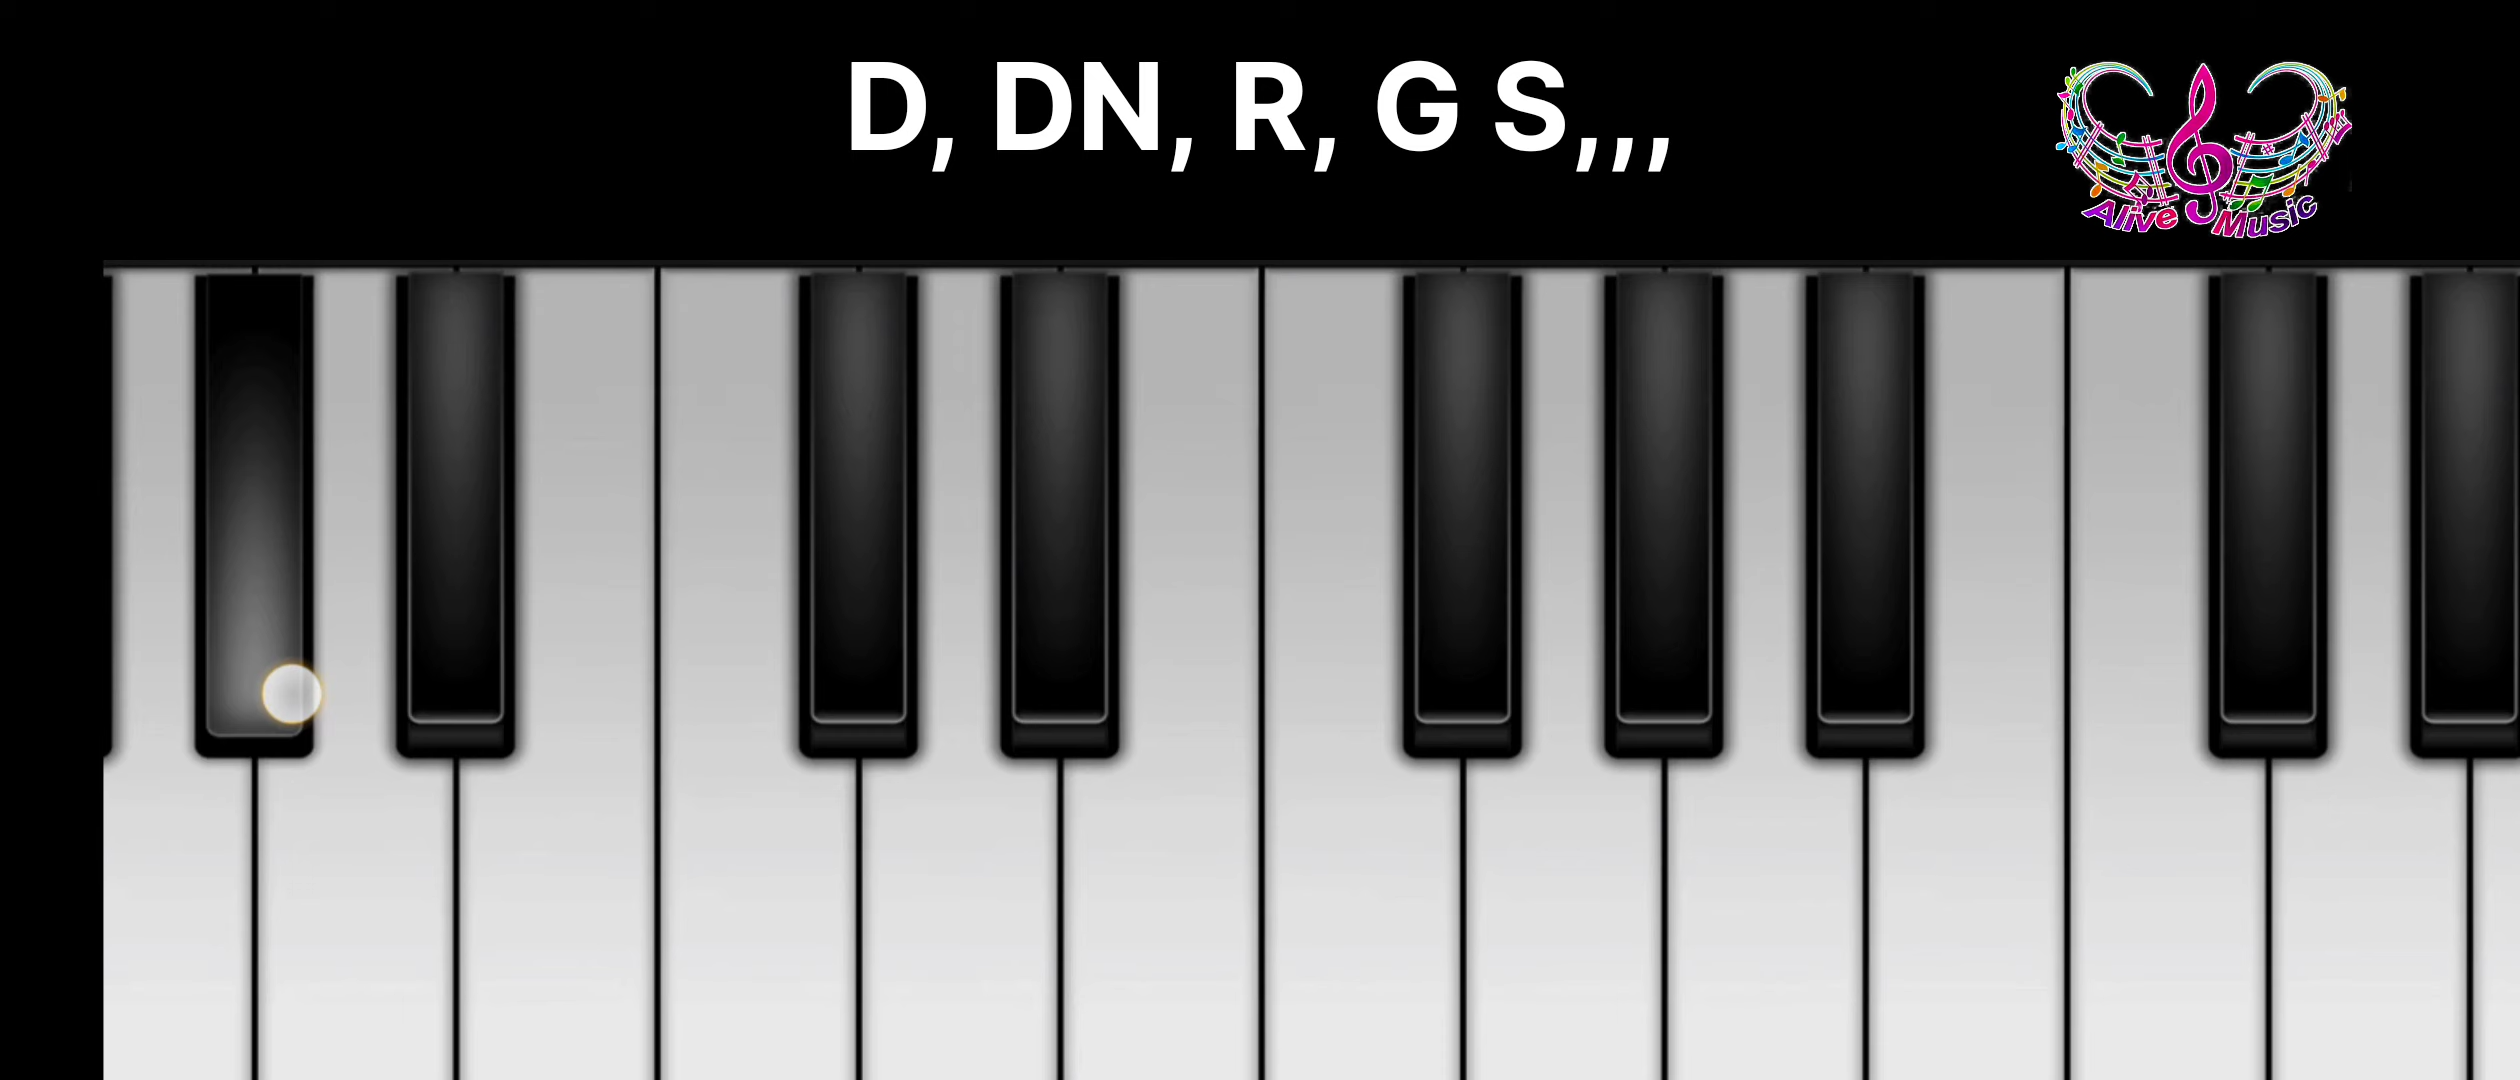 D, DN, R, G S,,,
Alive Music